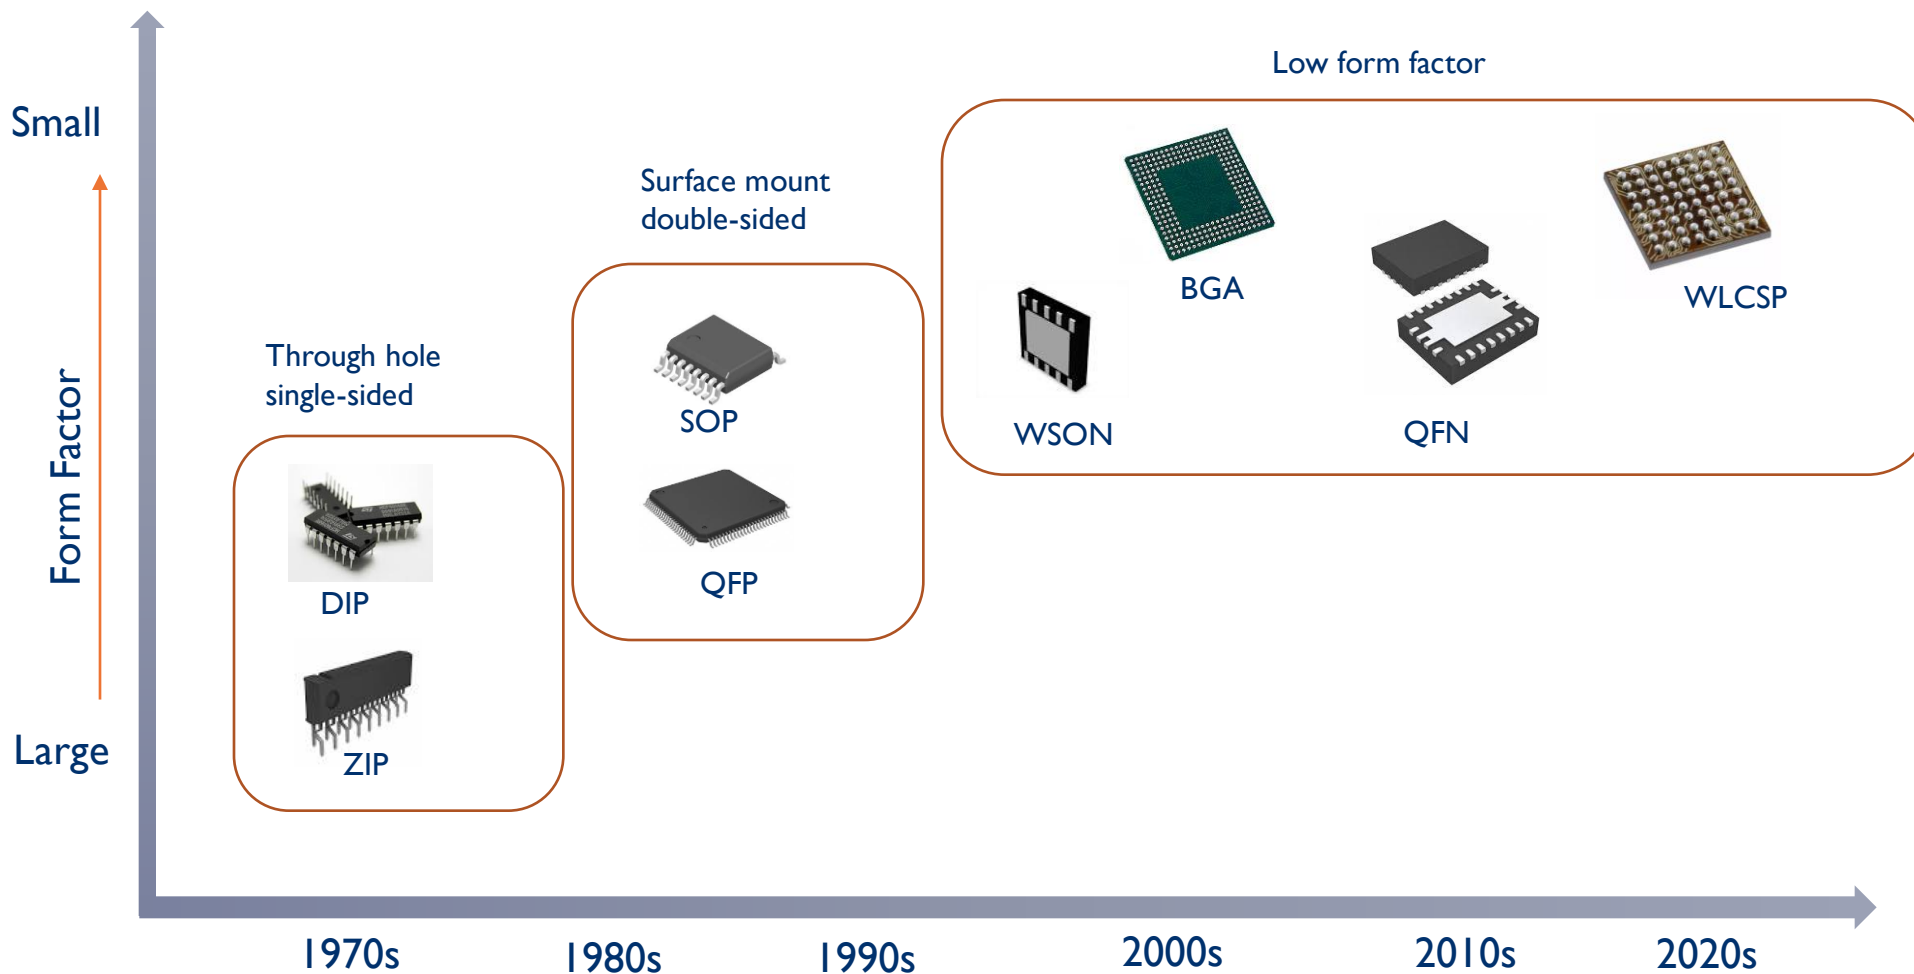 Low form factor
Small
Surface mount
double-sided
BGA
WLCSP
Through hole
single-sided
SOP
WSON
QFN
Form Factor
QFP
DIP
Large
ZIP
1970s
1980s
1990s
2000s
2010s
2020s